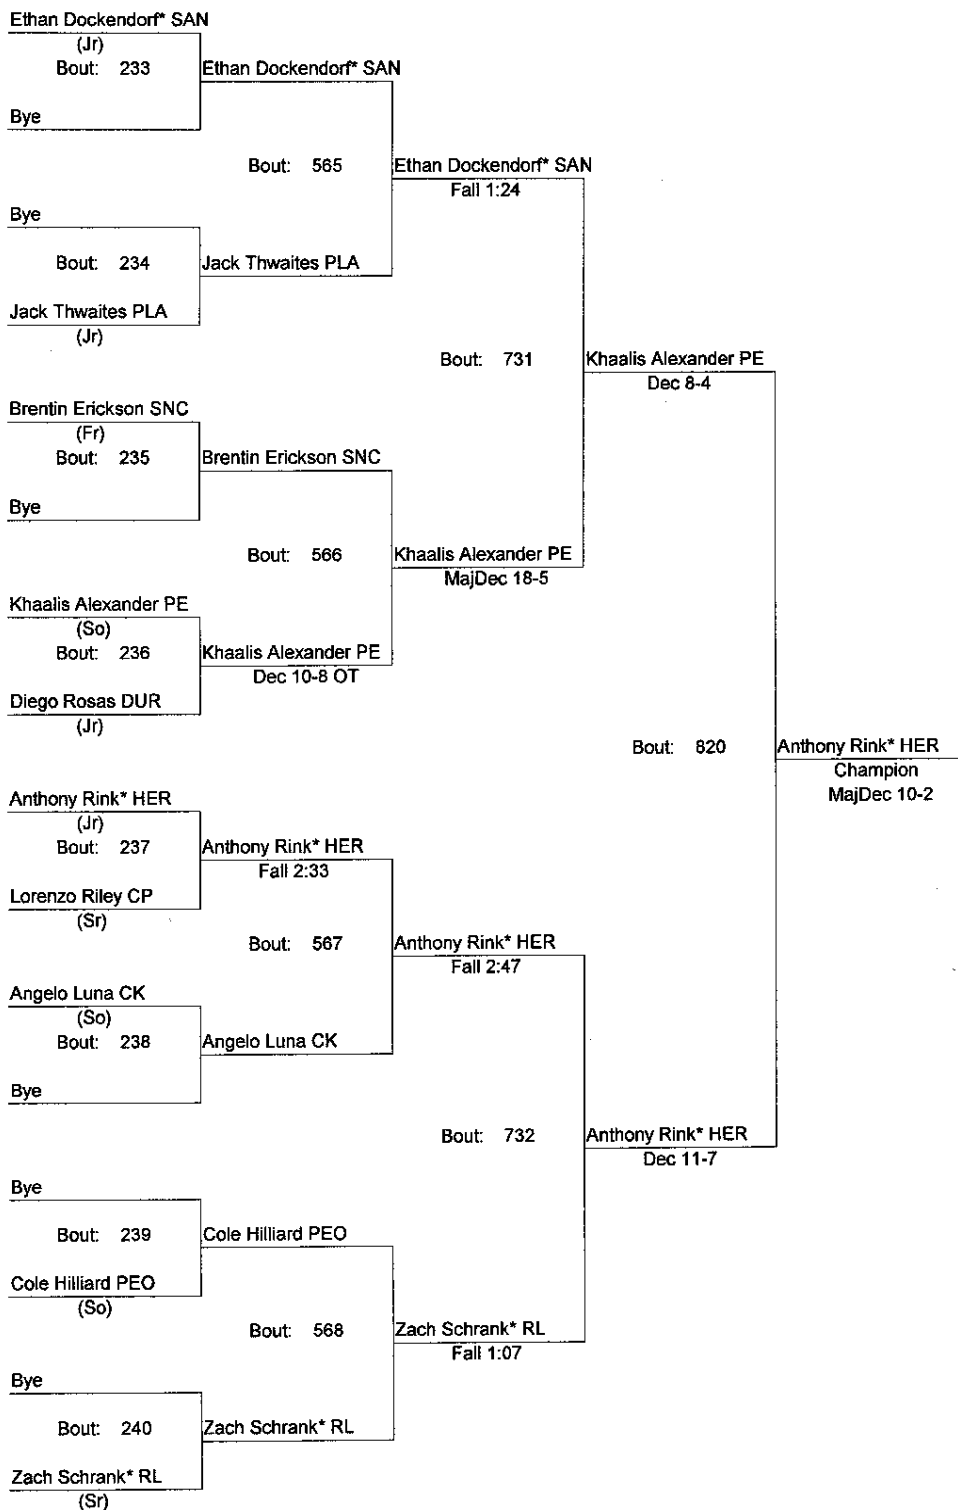 Ethan Dockendorf* SAN
(Jr)
Bout: 233
Ethan Dockendorf* SAN
Bye
Bout: 565
Ethan Dockendorf* SAN
Fall 1:24
Bye
Bout: 234
Jack Thwaites PLA
Jack Thwaites PLA
(Jr)
Bout: 731
Khaalis Alexander PE
Dec 8-4
Brentin Erickson SNC
(Fr)
Bout: 235
Brentin Erickson SNC
Bye
Bout: 566
Khaalis Alexander PE
MajDec 18-5
Khaalis Alexander PE
(So)
Bout: 236
Khaalis Alexander PE
Dec 10-8 OT
Diego Rosas DUR
(Jr)
Bout: 820
Anthony Rink* HER
Champion
MajDec 10-2
Anthony Rink* HER
(Jr)
Bout: 237
Anthony Rink* HER
Fall 2:33
Lorenzo Riley CP
(Sr)
Bout: 567
Anthony Rink* HER
Fall 2:47
Angelo Luna CK
(So)
Bout: 238
Angelo Luna CK
Bye
Bout: 732
Anthony Rink* HER
Dec 11-7
Bye
Bout: 239
Cole Hilliard PEO
Cole Hilliard PEO
(So)
Bout: 568
Zach Schrank* RL
Fall 1:07
Bye
Bout: 240
Zach Schrank* RL
Zach Schrank* RL
(Sr)